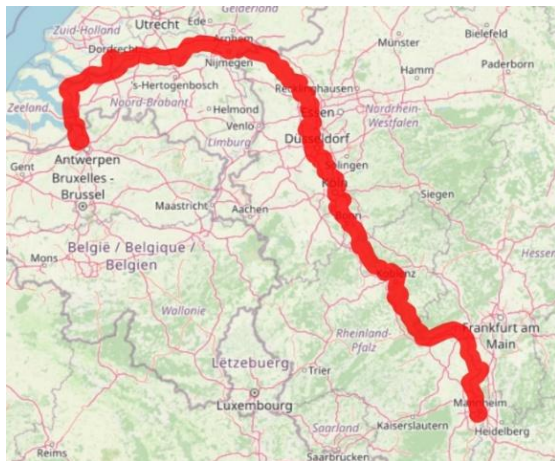 Gelderland
Bielefeld
Utrecht
Ede
Zuid-Holland
Münster
Arnhem
Dordrecht
Paderborn
Nijmegen
Hamm
's-Hertogenbosch
Recklinghausen
Zeeland
Noord-Brabant
Helmond
Essen
Nordrhein-
Westfalen
Venlo
Düsseldorf
Limburg
Antwerpen
Gent
Solingen
Bruxelles -
Brussel
Köln
Siegen
Maastricht
Aachen
Bonn
België / Belgique /
Belgien
Mons
Hessen
Koblenz
Wallonie
Frankfurt am
Main
Rheinland-
Pfalz
Lëtzebuerg
Trier
Luxembourg
Mannheim
Kaiserslautern
Heidelberg
Saarland
Reims
Saarbrücken